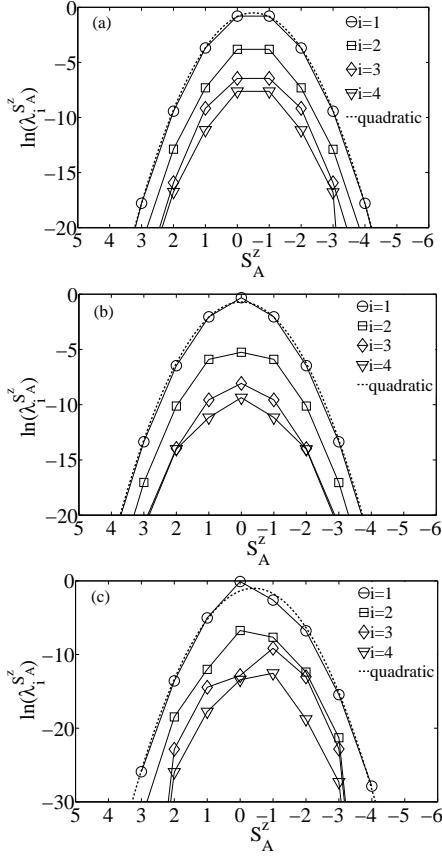 (a)
i=1
i=2
i=3
i=4
quadratic
ln(λ_i^{S_A^z})
0
−5
−10
−15
−20
5 4 3 2 1 0 −1 −2 −3 −4 −5 −6
S_A^z
(b)
i=1
i=2
i=3
i=4
quadratic
ln(λ_i^{S_A^z})
0
−5
−10
−15
−20
5 4 3 2 1 0 −1 −2 −3 −4 −5 6
S_A^z
(c)
i=1
i=2
i=3
i=4
quadratic
ln(λ_i^{S_A^z})
0
−10
−20
−30
5 4 3 2 1 0 −1 −2 −3 −4 −5 −6
S_A^z